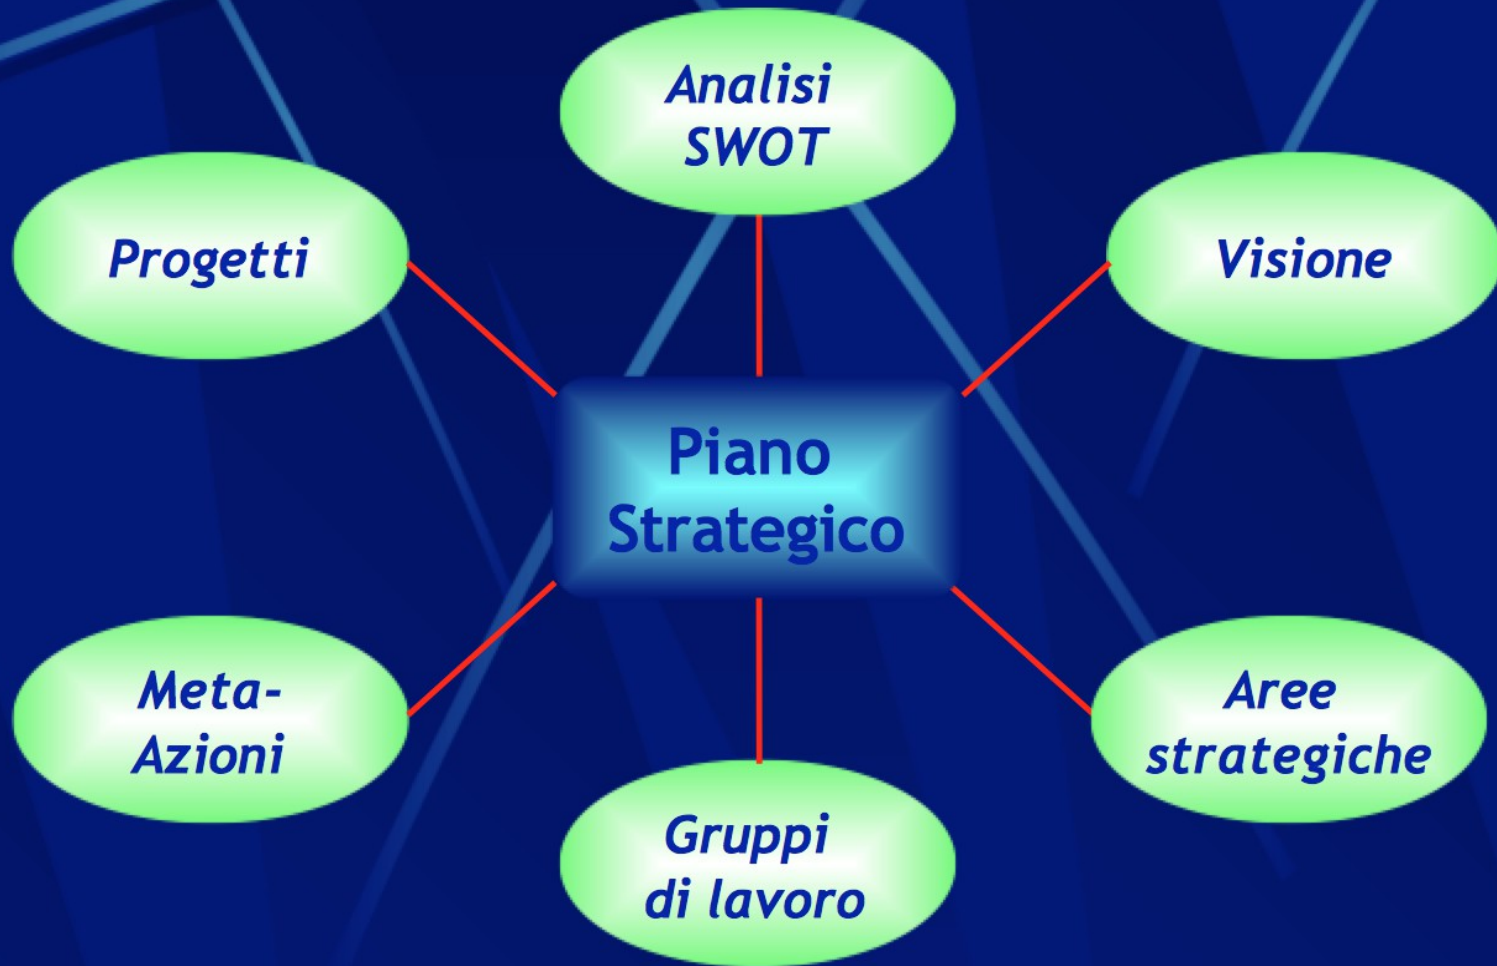 Analisi
SWOT
Progetti
Visione
Piano
Strategico
Meta-
Azioni
Aree
strategiche
Gruppi
di lavoro